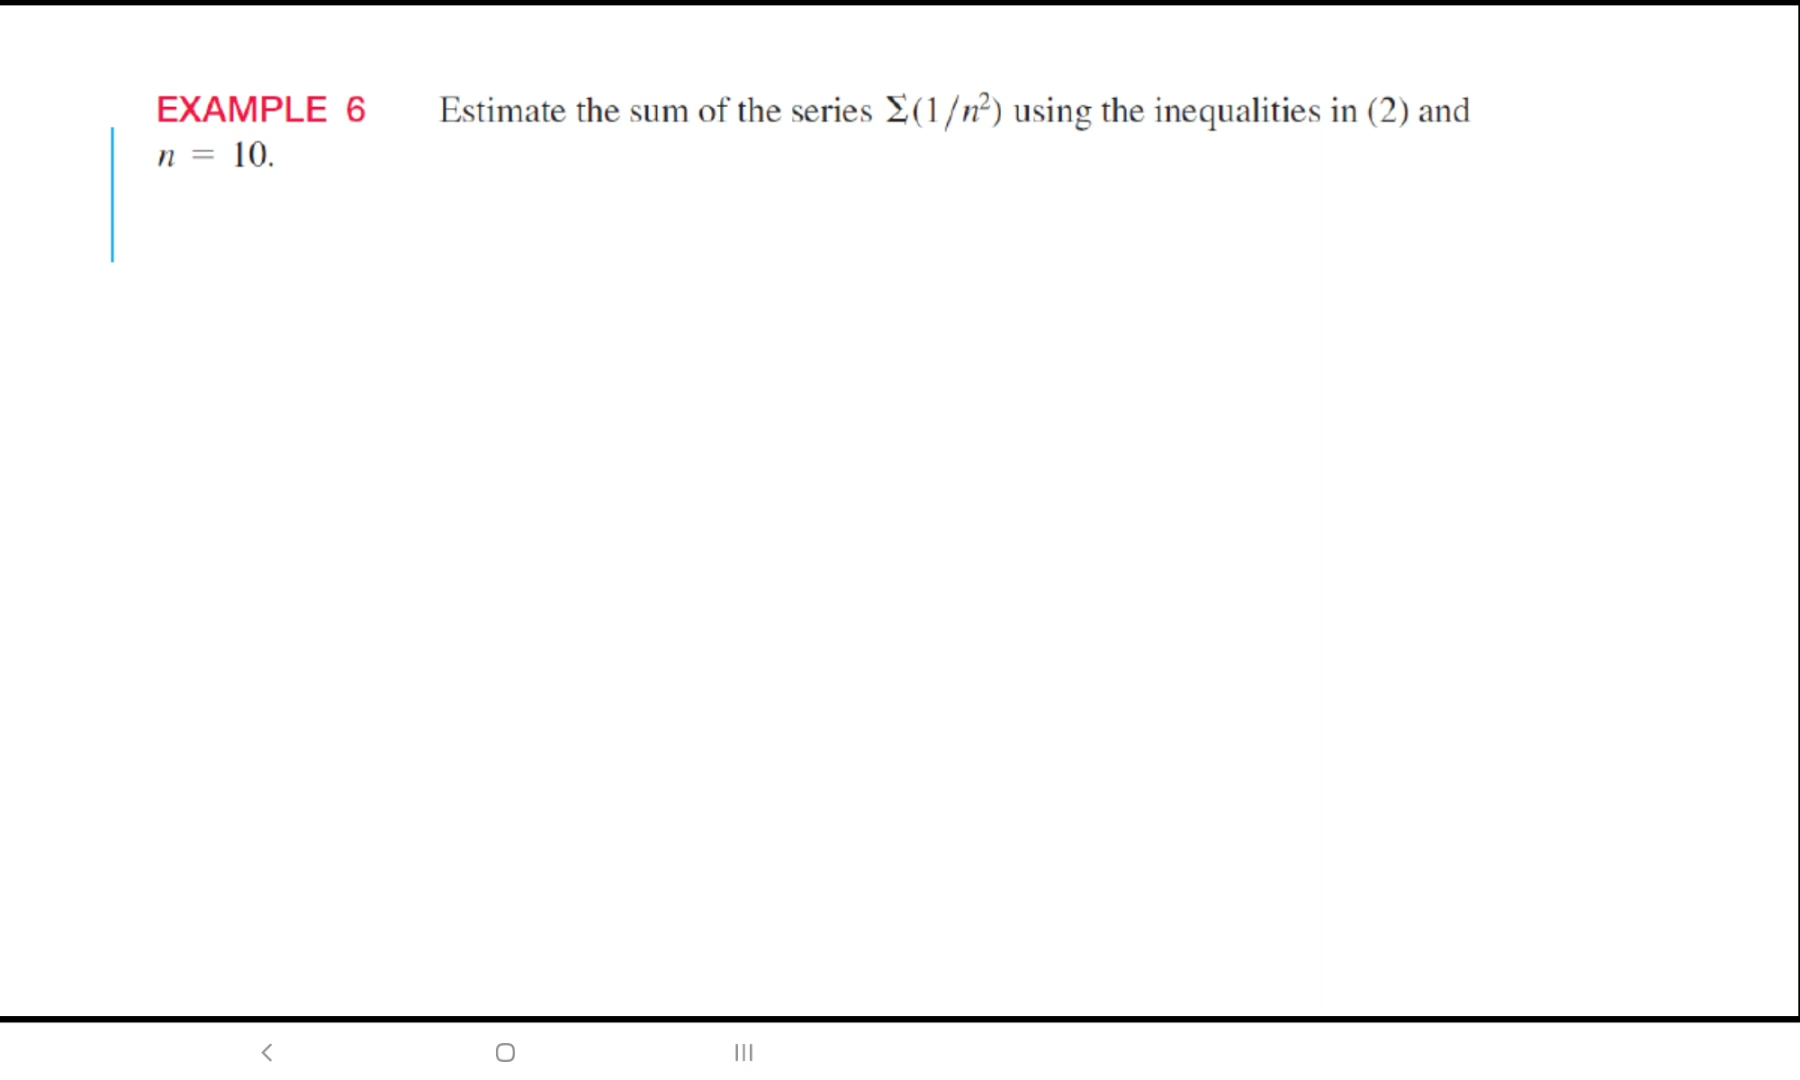 EXAMPLE 6 Estimate the sum of the series Σ(1/n²) using the inequalities in (2) and
n = 10.